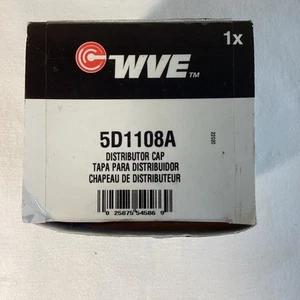 WVE™
1x
5D1108A
DISTRIBUTOR CAP
TAPA PARA DISTRIBUIDOR
CHAPEAU DE DISTRIBUTEUR
0 25875 54586 9